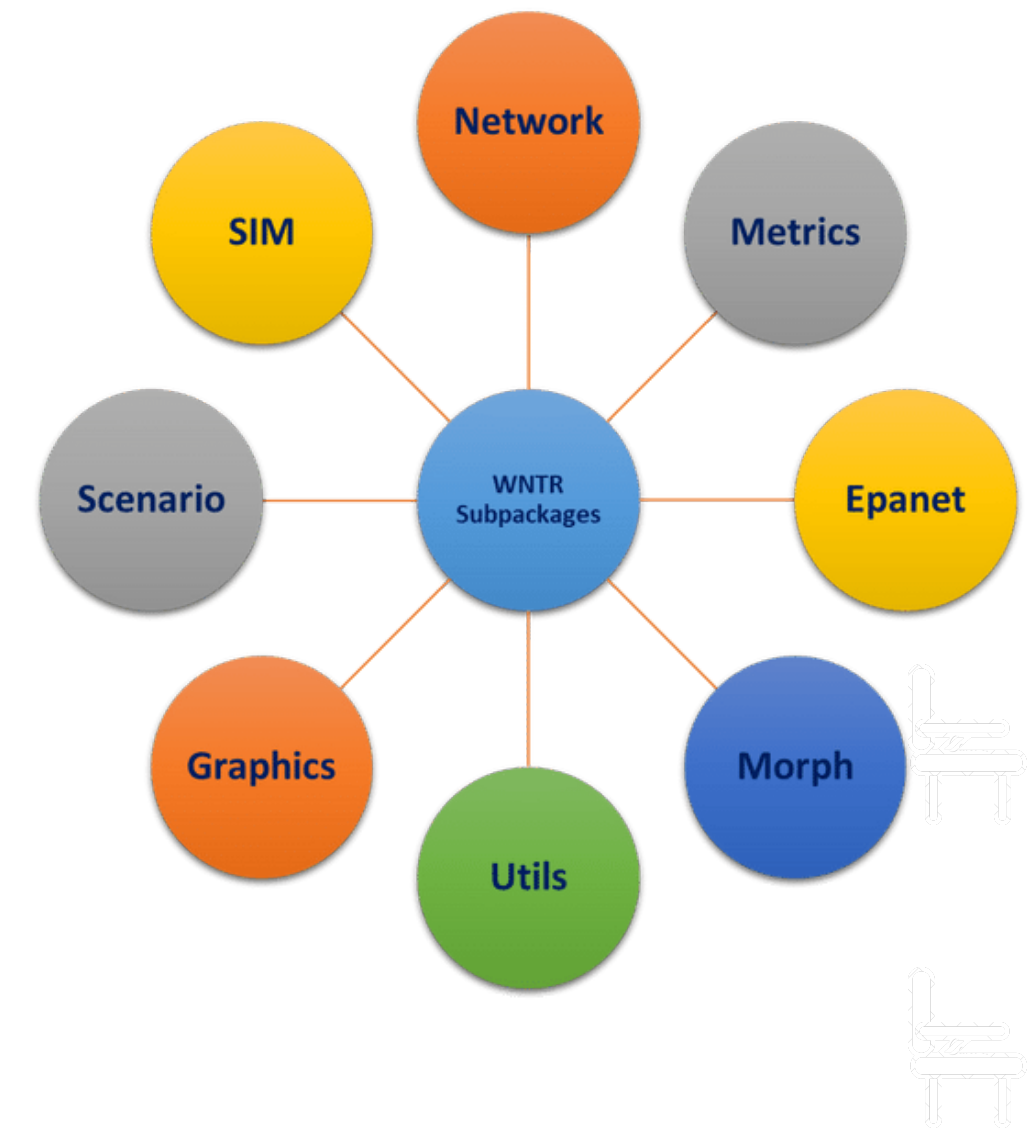 Network
SIM
Metrics
Scenario
WNTR
Subpackages
Epanet
Graphics
Morph
Utils